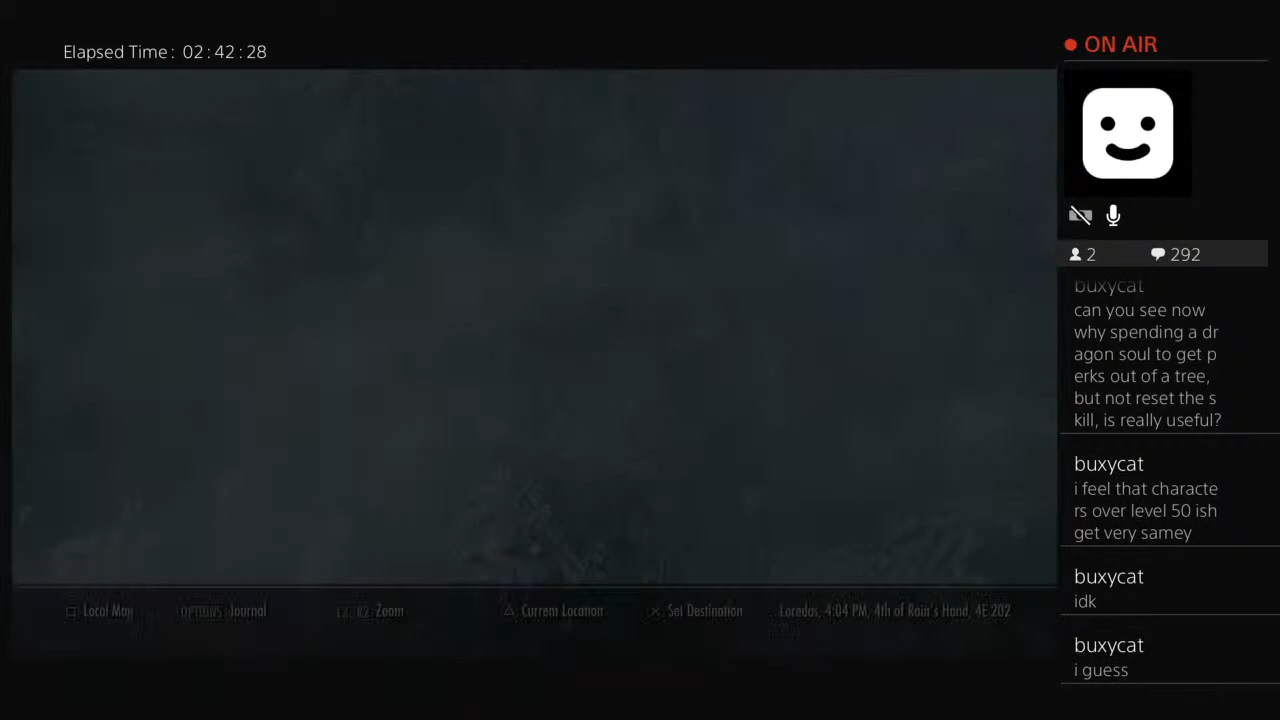 Elapsed Time: 02:42:28
ON AIR
2 292
buxycat
can you see now
why spending a dr
agon soul to get p
erks out of a tree,
but not reset the s
kill, is really useful?
buxycat
i feel that characte
rs over level 50 ish
get very samey
buxycat
idk
buxycat
i guess
Local Map OPTIONS Journal L2 R2 Zoom Current Location Set Destination Loredas, 4:04 PM, 4th of Rain's Hand, 4E 202